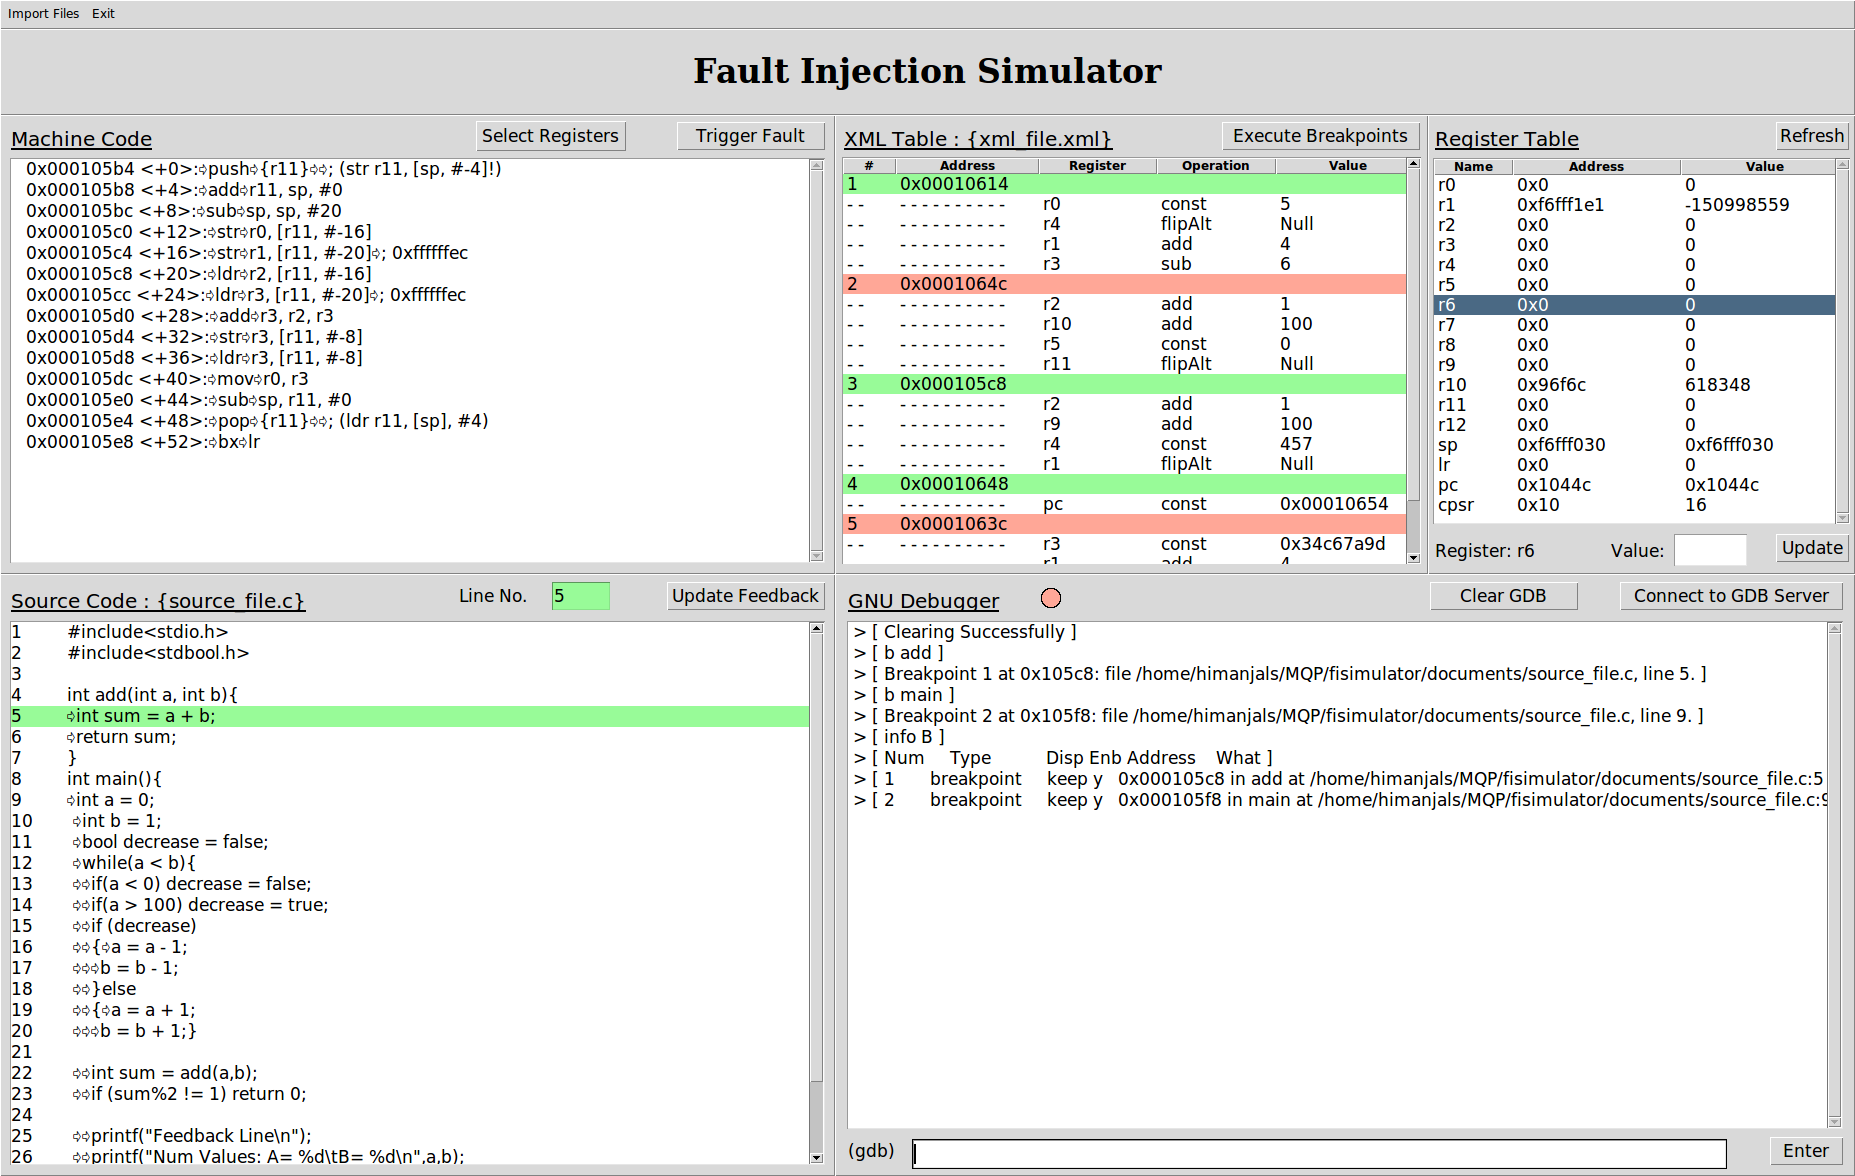 Import Files Exit
Fault Injection Simulator
Machine Code
Select Registers
Trigger Fault
0x000105b4 <+0>:➩push➩{r11}➩➩; (str r11, [sp, #-4]!)
0x000105b8 <+4>:➩add➩r11, sp, #0
0x000105bc <+8>:➩sub➩sp, sp, #20
0x000105c0 <+12>:➩str➩r0, [r11, #-16]
0x000105c4 <+16>:➩str➩r1, [r11, #-20]➩; 0xffffffec
0x000105c8 <+20>:➩ldr➩r2, [r11, #-16]
0x000105cc <+24>:➩ldr➩r3, [r11, #-20]➩; 0xffffffec
0x000105d0 <+28>:➩add➩r3, r2, r3
0x000105d4 <+32>:➩str➩r3, [r11, #-8]
0x000105d8 <+36>:➩ldr➩r3, [r11, #-8]
0x000105dc <+40>:➩mov➩r0, r3
0x000105e0 <+44>:➩sub➩sp, r11, #0
0x000105e4 <+48>:➩pop➩{r11}➩➩; (ldr r11, [sp], #4)
0x000105e8 <+52>:➩bx➩lr
XML Table : {xml_file.xml}
Execute Breakpoints
# Address Register Operation Value
1 0x00010614
-- ---------- r0 const 5
-- ---------- r4 flipAlt Null
-- ---------- r1 add 4
-- ---------- r3 sub 6
2 0x0001064c
-- ---------- r2 add 1
-- ---------- r10 add 100
-- ---------- r5 const 0
-- ---------- r11 flipAlt Null
3 0x000105c8
-- ---------- r2 add 1
-- ---------- r9 add 100
-- ---------- r4 const 457
-- ---------- r1 flipAlt Null
4 0x00010648
-- ---------- pc const 0x00010654
5 0x0001063c
-- ---------- r3 const 0x34c67a9d
-- ---------- r1 add 4
Register Table
Refresh
Name Address Value
r0 0x0 0
r1 0xf6fff1e1 -150998559
r2 0x0 0
r3 0x0 0
r4 0x0 0
r5 0x0 0
r6 0x0 0
r7 0x0 0
r8 0x0 0
r9 0x0 0
r10 0x96f6c 618348
r11 0x0 0
r12 0x0 0
sp 0xf6fff030 0xf6fff030
lr 0x0 0
pc 0x1044c 0x1044c
cpsr 0x10 16
Register: r6 Value: Update
Source Code : {source_file.c}
Line No. 5
Update Feedback
1 #include<stdio.h>
2 #include<stdbool.h>
3
4 int add(int a, int b){
5 ➩int sum = a + b;
6 ➩return sum;
7 }
8 int main(){
9 ➩int a = 0;
10 ➩int b = 1;
11 ➩bool decrease = false;
12 ➩while(a < b){
13 ➩➩if(a < 0) decrease = false;
14 ➩➩if(a > 100) decrease = true;
15 ➩➩if (decrease)
16 ➩➩{➩a = a - 1;
17 ➩➩➩b = b - 1;
18 ➩➩}else
19 ➩➩{➩a = a + 1;
20 ➩➩➩b = b + 1;}
21
22 ➩➩int sum = add(a,b);
23 ➩➩if (sum%2 != 1) return 0;
24
25 ➩➩printf("Feedback Line\n");
26 ➩➩printf("Num Values: A= %d\tB= %d\n",a,b);
GNU Debugger
Clear GDB
Connect to GDB Server
> [ Clearing Successfully ]
> [ b add ]
> [ Breakpoint 1 at 0x105c8: file /home/himanjals/MQP/fisimulator/documents/source_file.c, line 5. ]
> [ b main ]
> [ Breakpoint 2 at 0x105f8: file /home/himanjals/MQP/fisimulator/documents/source_file.c, line 9. ]
> [ info B ]
> [ Num Type Disp Enb Address What ]
> [ 1 breakpoint keep y 0x000105c8 in add at /home/himanjals/MQP/fisimulator/documents/source_file.c:5
> [ 2 breakpoint keep y 0x000105f8 in main at /home/himanjals/MQP/fisimulator/documents/source_file.c:9
(gdb)
Enter